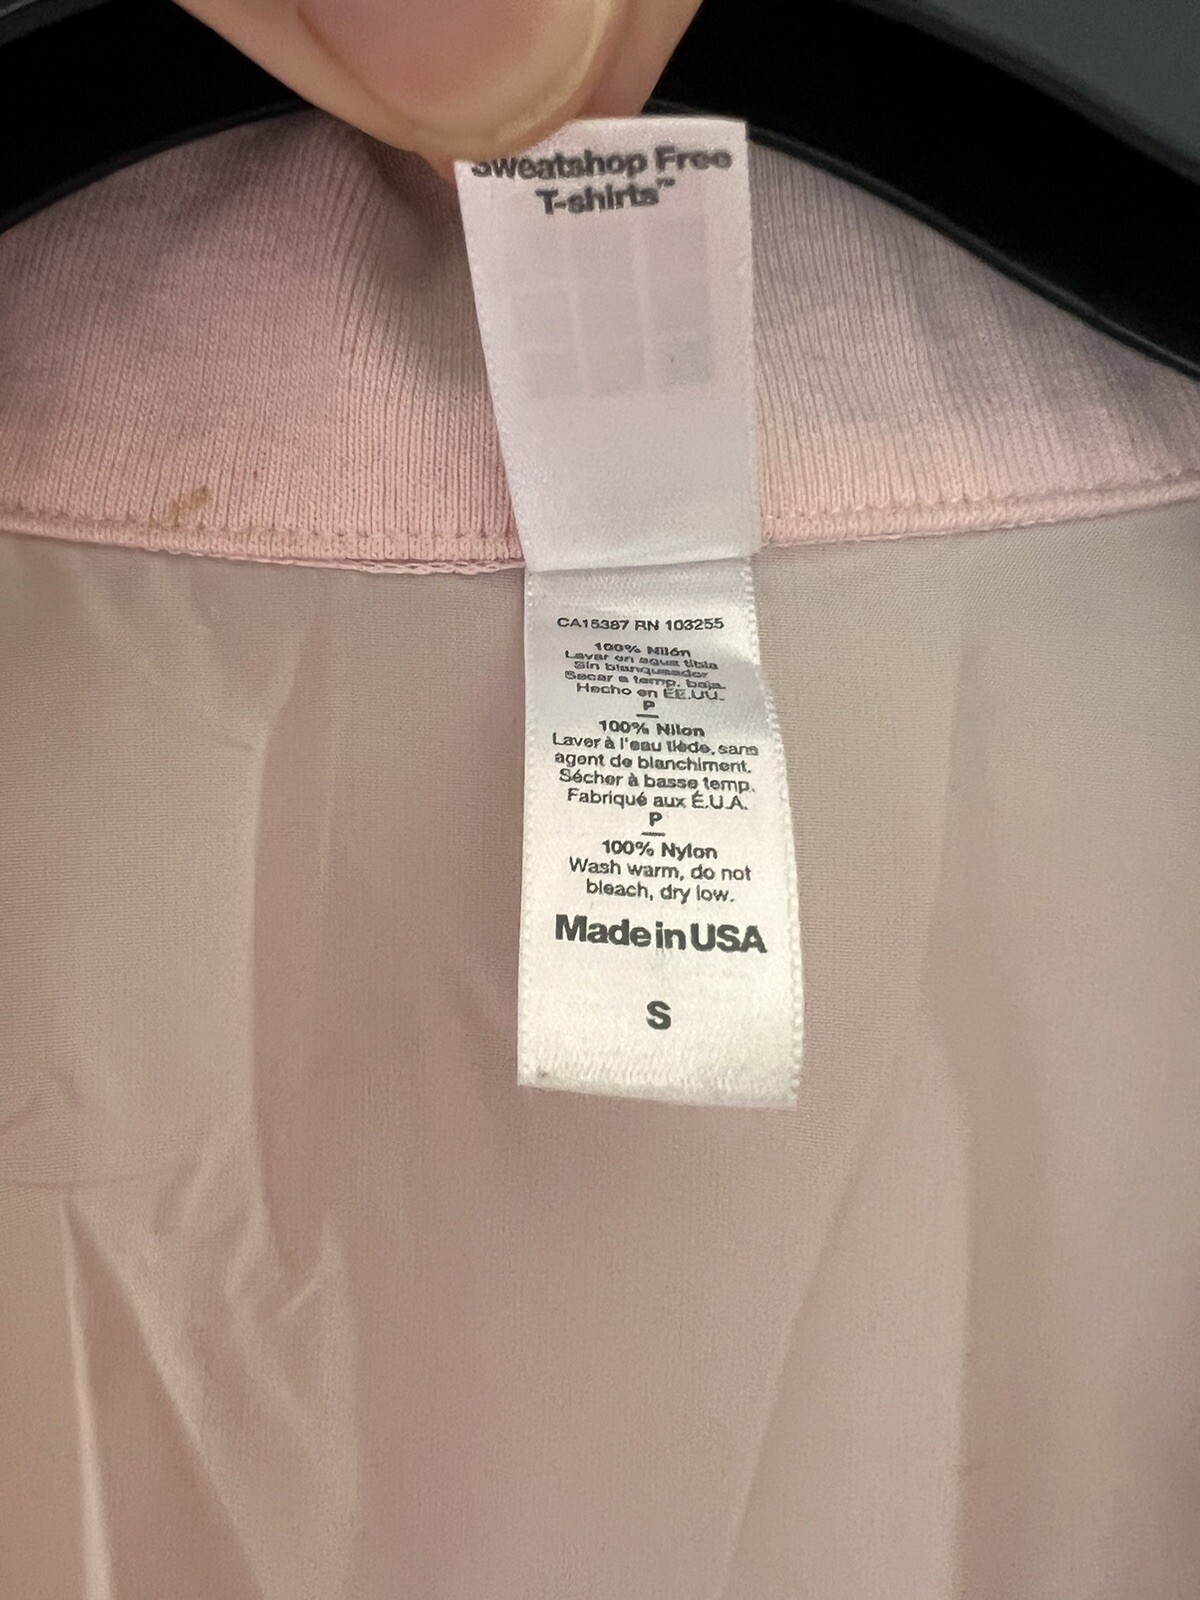 Sweatshop Free
T-shirts™
CA15387 RN 103255
100% Nilón
Lavar en agua tibia
Sin blanqueador
Secar a temp. baja.
Hecho en EE.UU.
P
100% Nilon
Laver à l'eau tiède, sans
agent de blanchiment.
Sécher à basse temp.
Fabriqué aux É.U.A.
P
100% Nylon
Wash warm, do not
bleach, dry low.
Made in USA
S